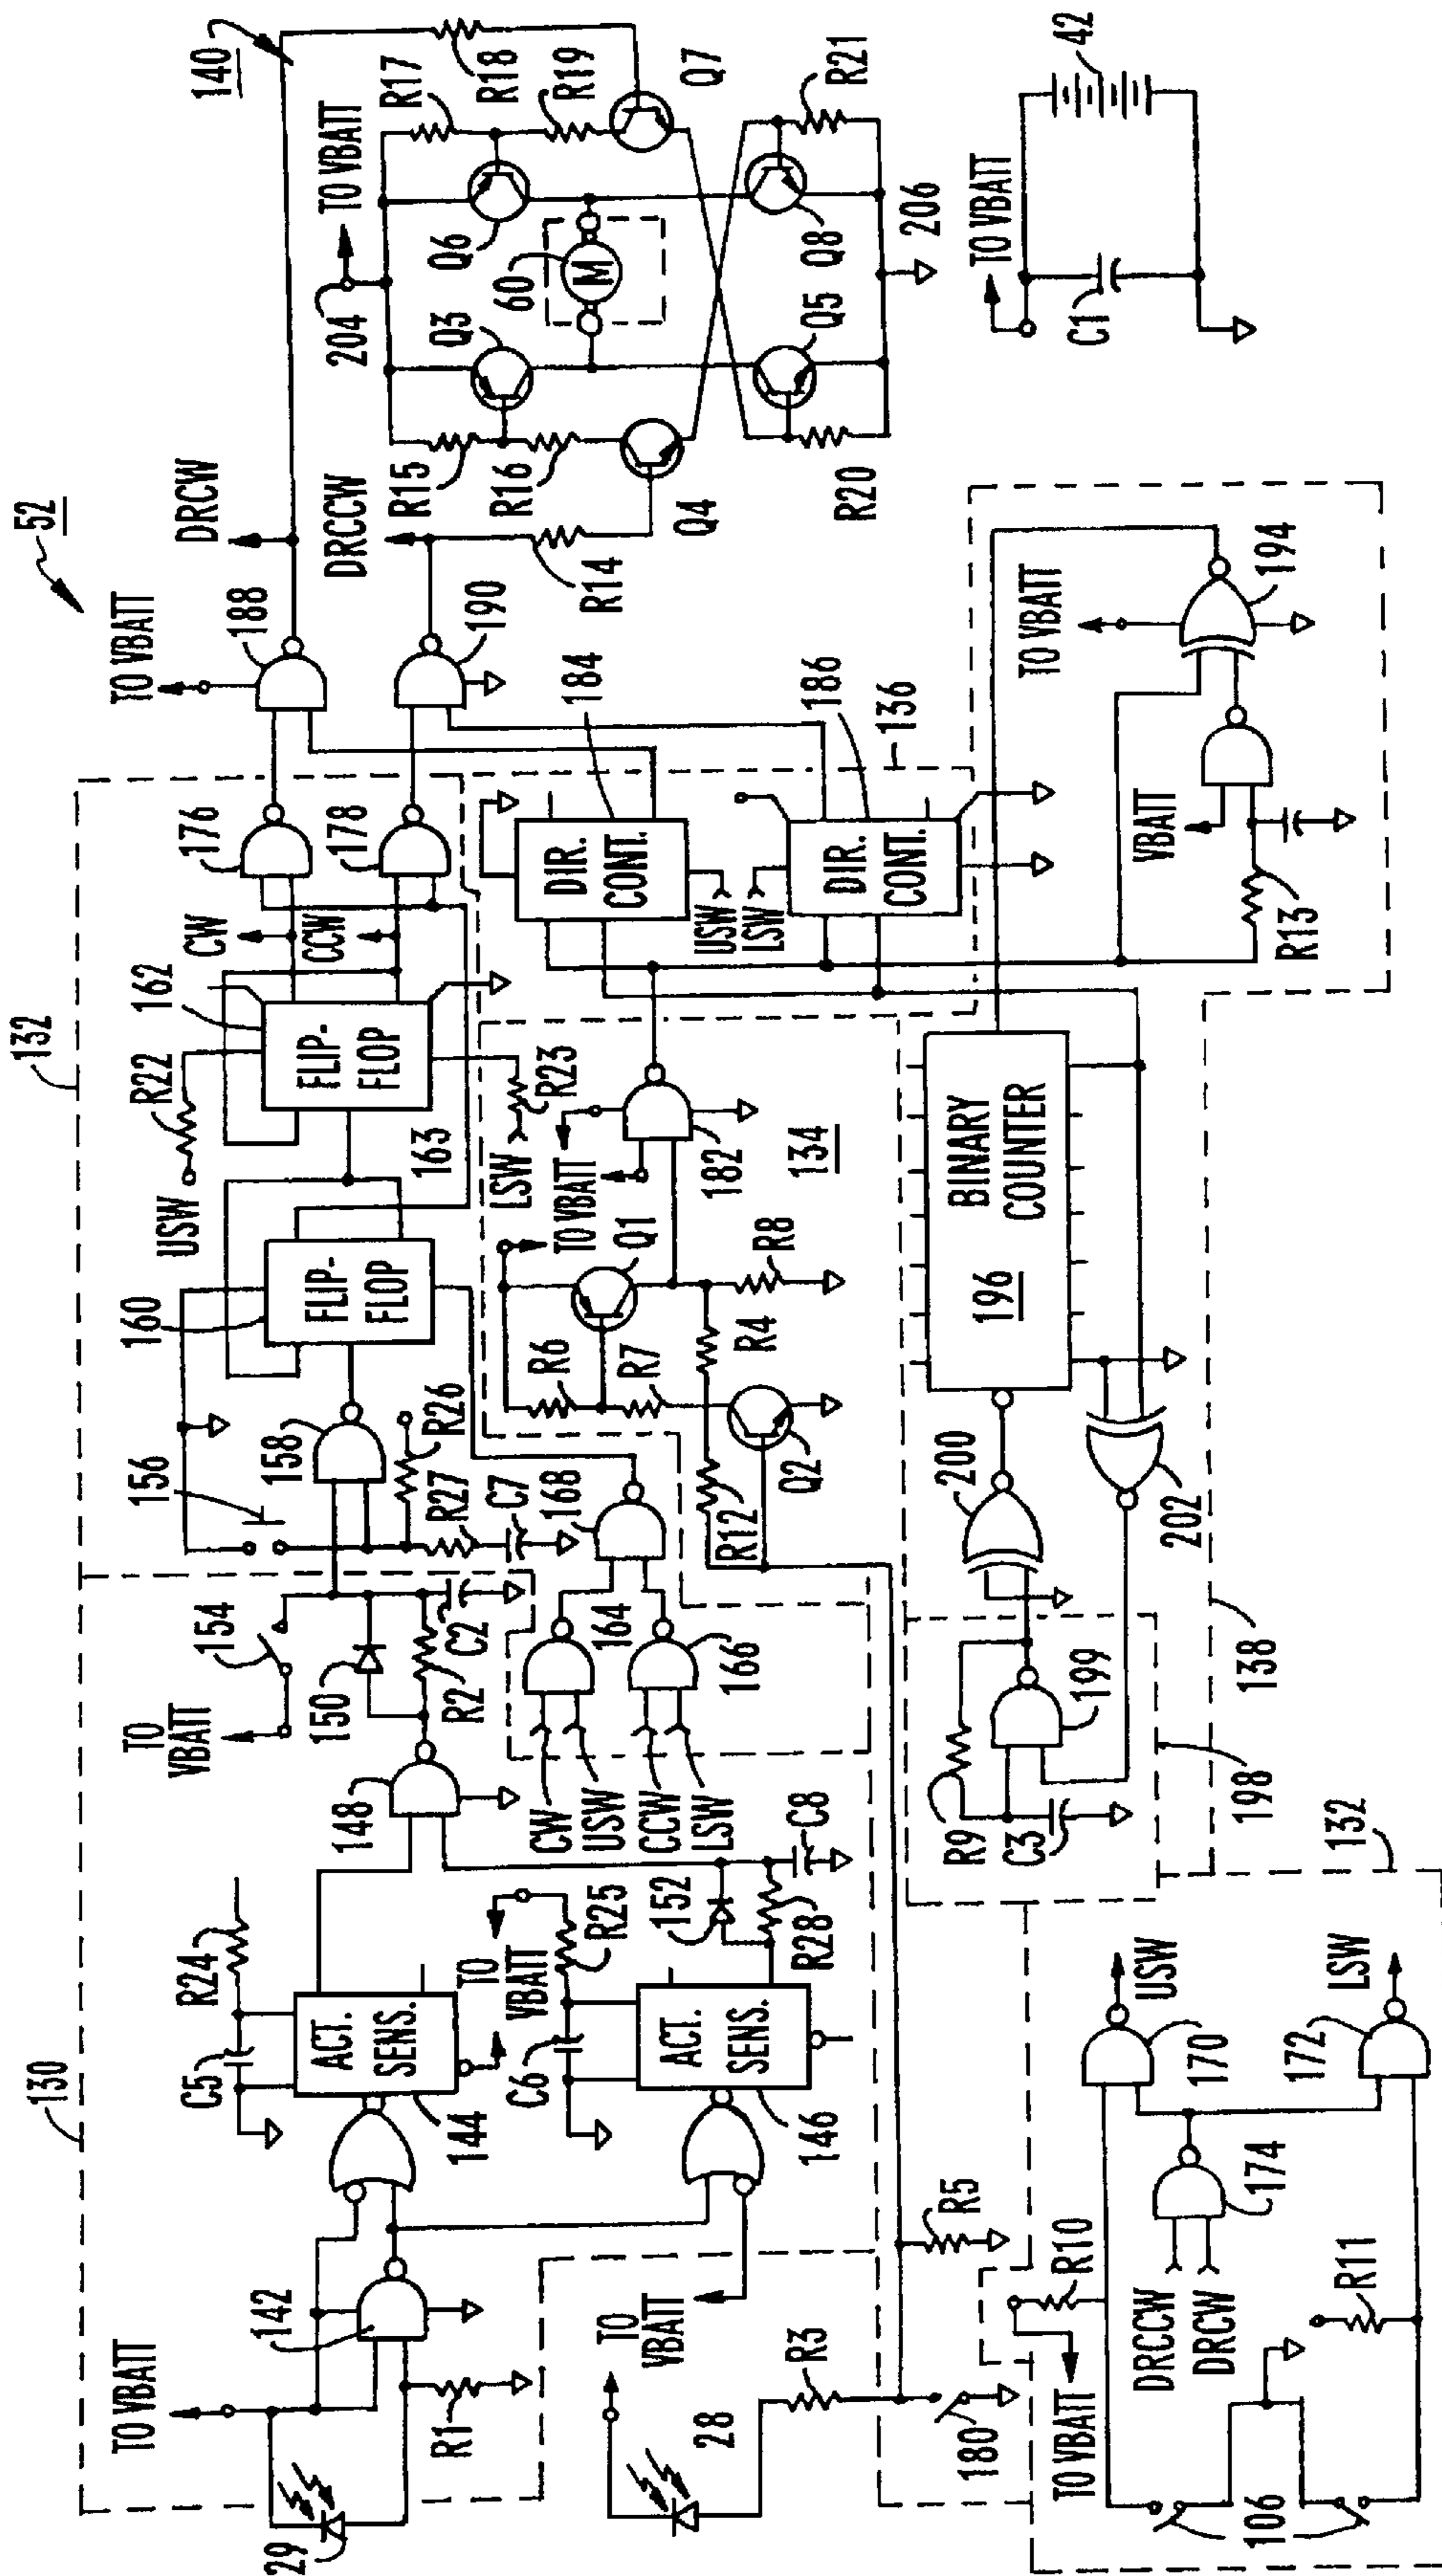 52
140
130
132
TO VBATT
29
142
R1
C5
R24
ACT.
SENS.
144
TO
VBATT
C6
R25
ACT.
SENS.
146
152
R28
C8
148
TO
VBATT
154
150
R2
C2
156
158
R26
R27
C7
160
FLIP-
FLOP
USW
R22
162
FLIP-
FLOP
163
LSW
R23
CW
CCW
176
178
TO VBATT
188
DRCW
190
DRCCW
R14
204
TO VBATT
R15
R16
Q3
Q4
60
M
Q6
R17
R18
R19
Q7
Q5
Q8
R20
R21
206
CW
USW
CCW
LSW
164
166
168
R12
Q2
R6
R7
Q1
TO VBATT
R4
R8
TO VBATT
182
134
DIR.
CONT.
184
USW
LSW
DIR.
CONT.
186
136
TO
VBATT
28
R3
180
R5
R9
C3
199
198
200
202
138
BINARY
COUNTER
196
R13
VBATT
194
TO VBATT
TO VBATT
C1
42
TO VBATT
R10
106
DRCCW
DRCW
174
R11
170
172
USW
LSW
132